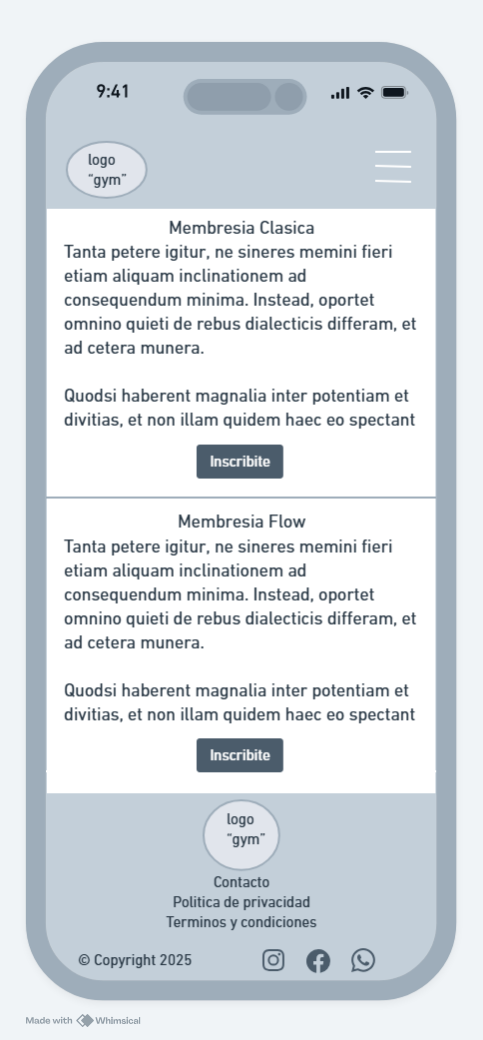 9:41
logo
“gym”
Membresia Clasica
Tanta petere igitur, ne sineres memini fieri
etiam aliquam inclinationem ad
consequendum minima. Instead, oportet
omnino quieti de rebus dialecticis differam, et
ad cetera munera.
Quodsi haberent magnalia inter potentiam et
divitias, et non illam quidem haec eo spectant
Inscribite
Membresia Flow
Tanta petere igitur, ne sineres memini fieri
etiam aliquam inclinationem ad
consequendum minima. Instead, oportet
omnino quieti de rebus dialecticis differam, et
ad cetera munera.
Quodsi haberent magnalia inter potentiam et
divitias, et non illam quidem haec eo spectant
Inscribite
logo
“gym”
Contacto
Politica de privacidad
Terminos y condiciones
© Copyright 2025
Made with Whimsical